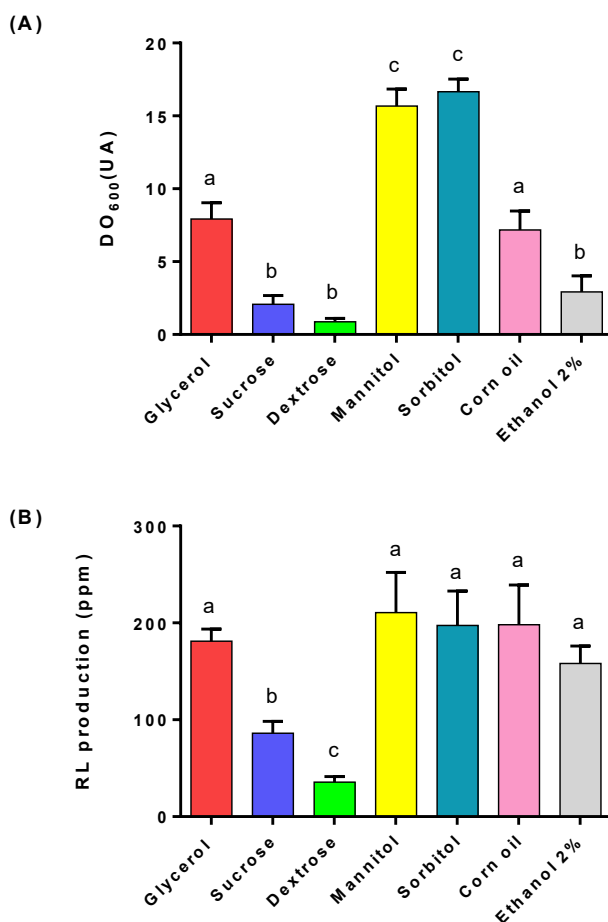 (A)
20
15
10
5
0
DO600(UA)
a
b
b
c
c
a
b
Glycerol
Sucrose
Dextrose
Mannitol
Sorbitol
Corn oil
Ethanol 2%
(B)
300
200
100
0
RL production (ppm)
a
b
c
a
a
a
a
Glycerol
Sucrose
Dextrose
Mannitol
Sorbitol
Corn oil
Ethanol 2%